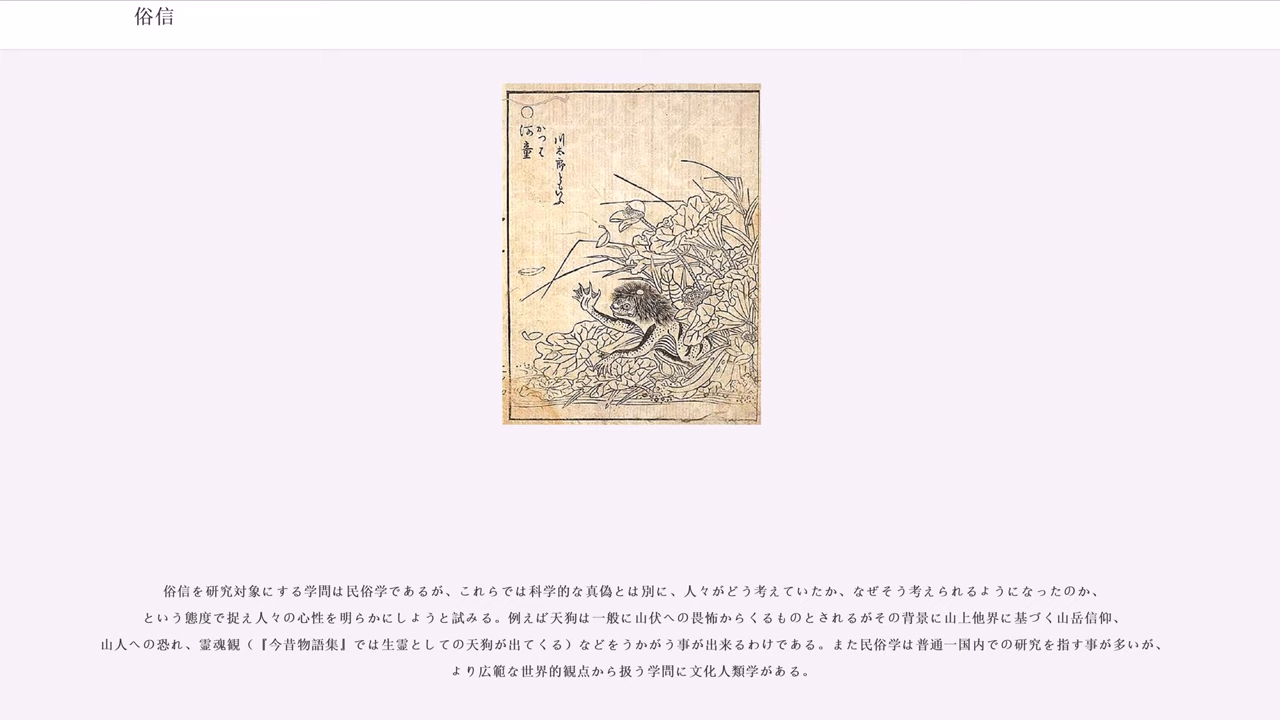 俗信
川太郎ともいふ
かつは
河童
俗信を研究対象にする学問は民俗学であるが、これらでは科学的な真偽とは別に、人々がどう考えていたか、なぜそう考えられるようになったのか、
という態度で捉え人々の心性を明らかにしようと試みる。例えば天狗は一般に山伏への畏怖からくるものとされるがその背景に山上他界に基づく山岳信仰、
山人への恐れ、霊魂観（『今昔物語集』では生霊としての天狗が出てくる）などをうかがう事が出来るわけである。また民俗学は普通一国内での研究を指す事が多いが、
より広範な世界的観点から扱う学問に文化人類学がある。